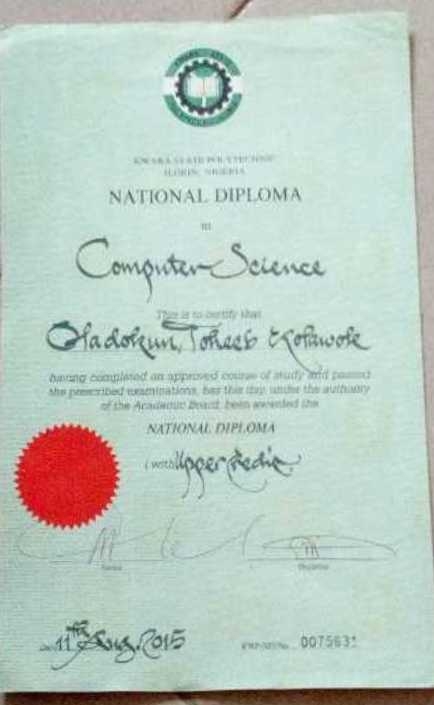 KWARA STATE POLYTECHNIC
ILORIN, NIGERIA
NATIONAL DIPLOMA
in
Computer Science
This is to certify that
Oladokun, Toheeb Kolawole
having completed an approved course of study and passed
the prescribed examinations, has this day, under the authority
of the Academic Board, been awarded the
NATIONAL DIPLOMA
(with Upper Credit
Rector
Registrar
11th Aug. 2015
007563